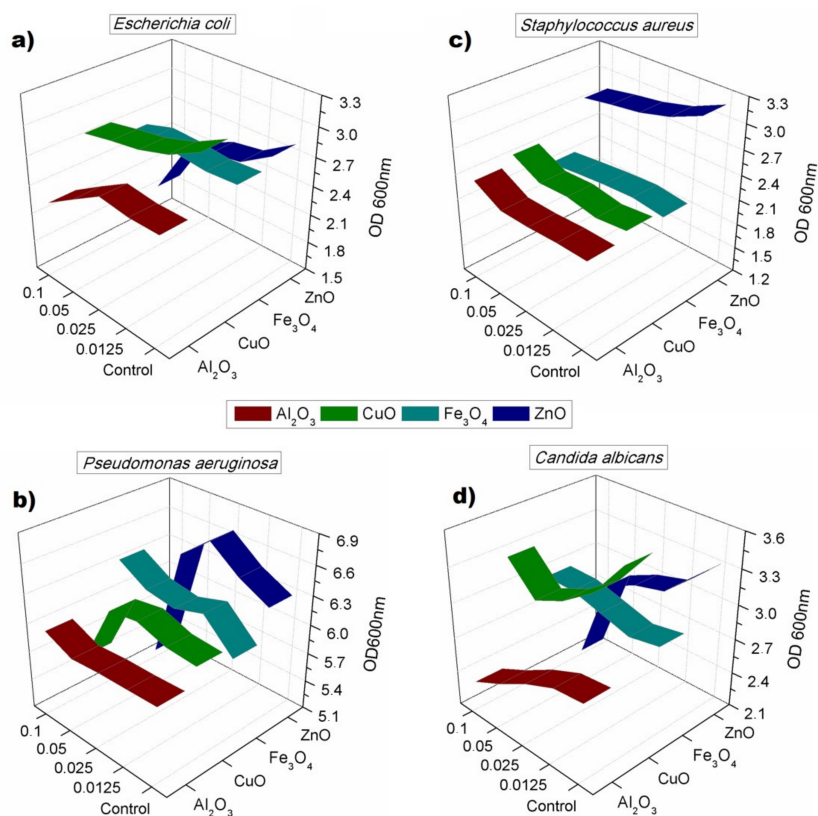 a)
Escherichia coli
3.3
3.0
2.7
2.4
2.1
1.8
1.5
OD 600nm
0.1
0.05
0.025
0.0125
Control
Al₂O₃
CuO
Fe₃O₄
ZnO
c)
Staphylococcus aureus
3.3
3.0
2.7
2.4
2.1
1.8
1.5
1.2
OD 600nm
0.1
0.05
0.025
0.0125
Control
Al₂O₃
CuO
Fe₃O₄
ZnO
Al₂O₃ CuO Fe₃O₄ ZnO
b)
Pseudomonas aeruginosa
6.9
6.6
6.3
6.0
5.7
5.4
5.1
OD600nm
0.1
0.05
0.025
0.0125
Control
Al₂O₃
CuO
Fe₃O₄
ZnO
d)
Candida albicans
3.6
3.3
3.0
2.7
2.4
2.1
OD 600nm
0.1
0.05
0.025
0.0125
Control
Al₂O₃
CuO
Fe₃O₄
ZnO